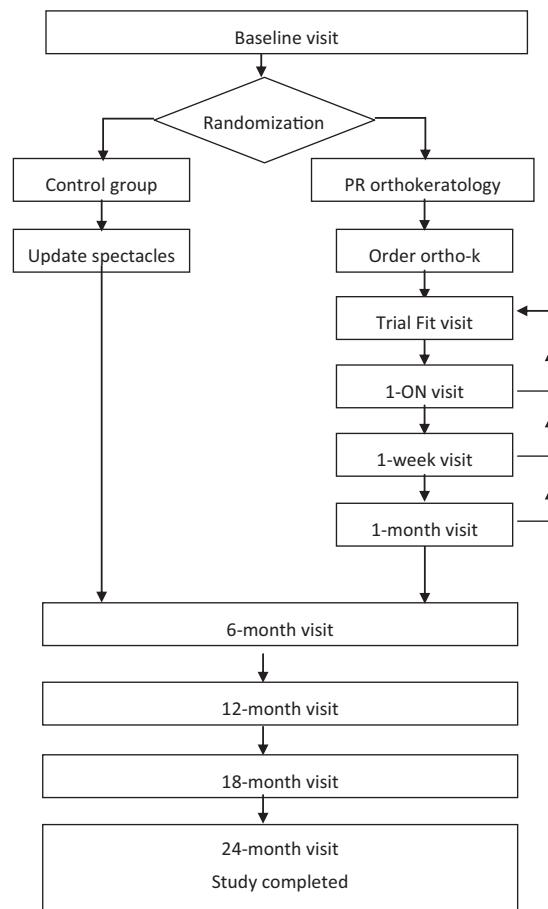 Baseline visit
Randomization
Control group
PR orthokeratology
Update spectacles
Order ortho-k
Trial Fit visit
1-ON visit
1-week visit
1-month visit
6-month visit
12-month visit
18-month visit
24-month visit
Study completed